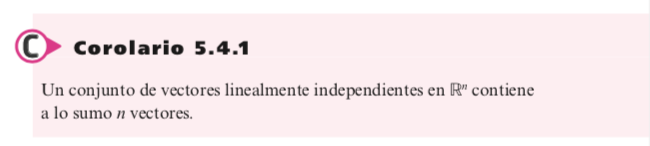 C Corolario 5.4.1
Un conjunto de vectores linealmente independientes en ℝⁿ contiene
a lo sumo n vectores.